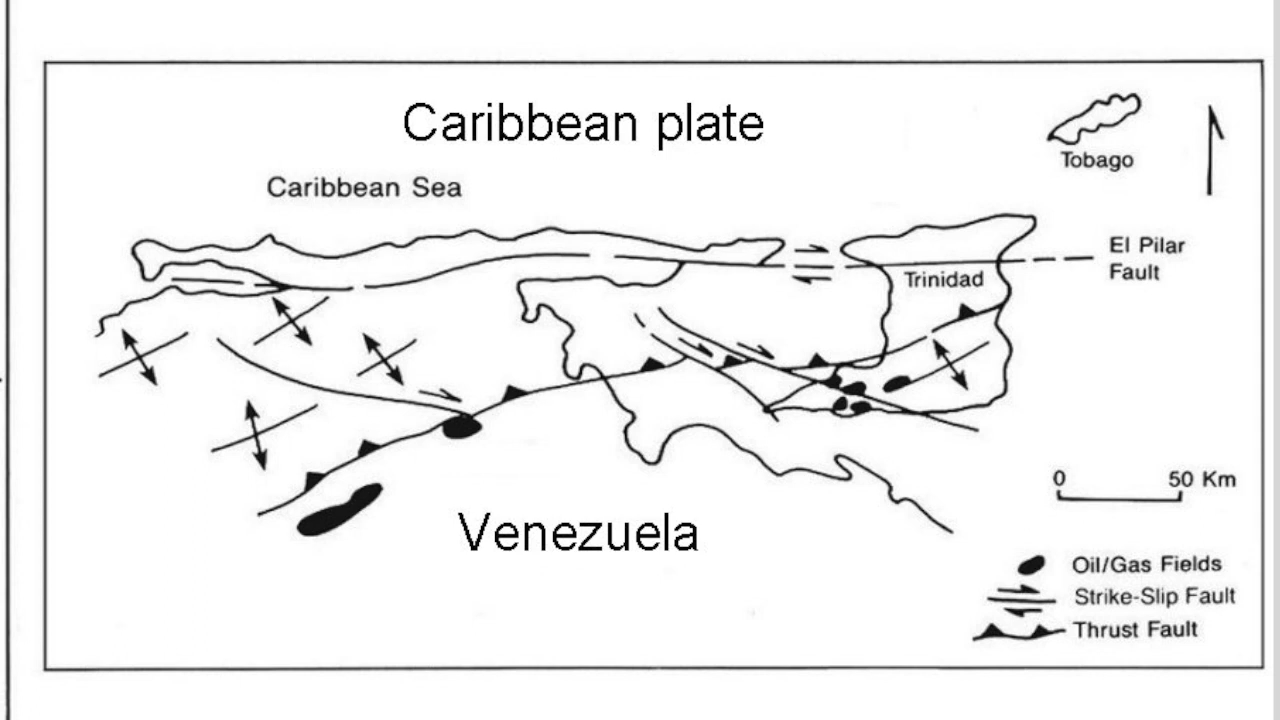 Caribbean plate
Tobago
Caribbean Sea
El Pilar
Fault
Trinidad
0 50 Km
Venezuela
Oil/Gas Fields
Strike-Slip Fault
Thrust Fault